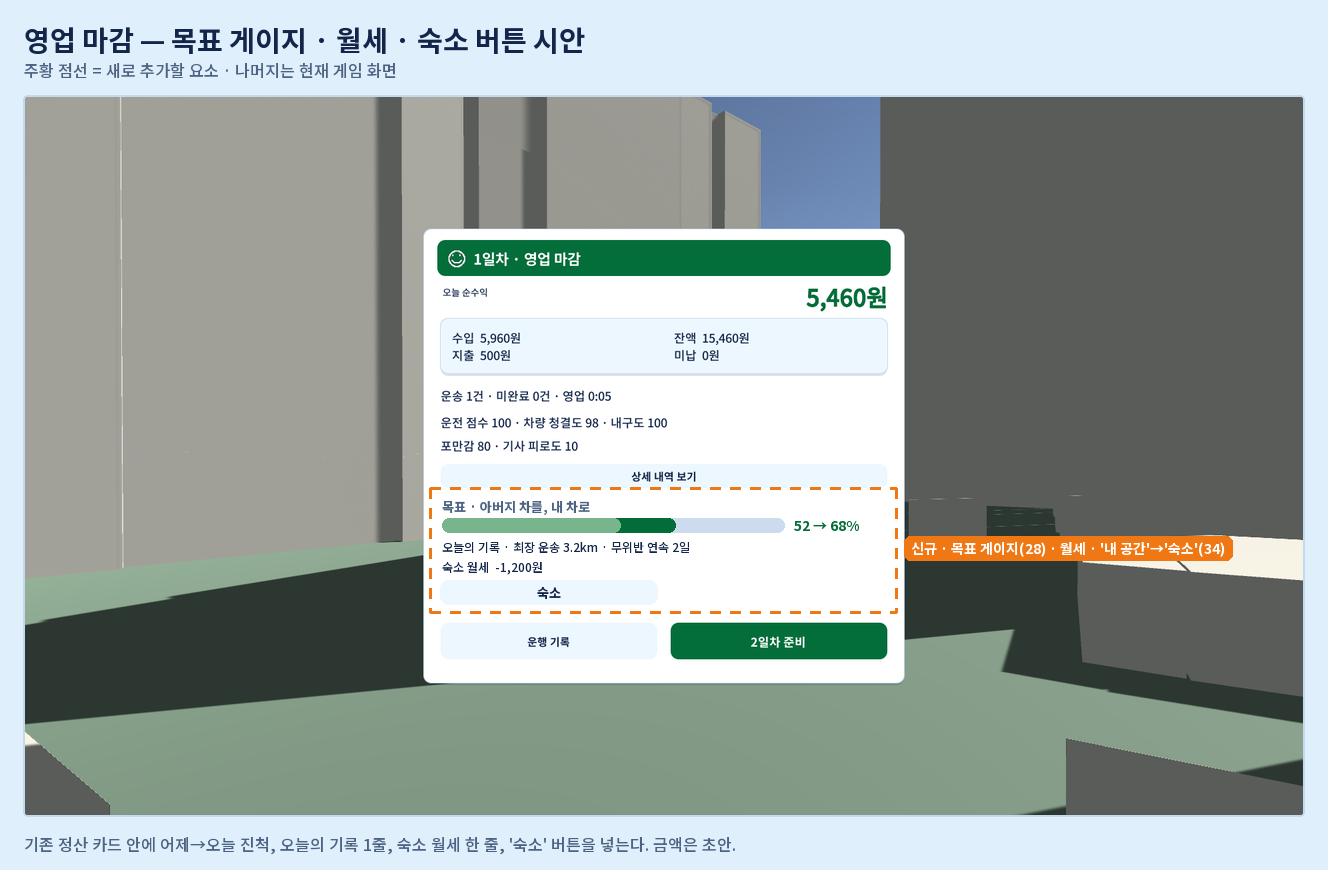 영업 마감 — 목표 게이지 · 월세 · 숙소 버튼 시안
주황 점선 = 새로 추가할 요소 · 나머지는 현재 게임 화면
1일차 · 영업 마감
오늘 순수익
5,460원
수입 5,960원
잔액 15,460원
지출 500원
미납 0원
운송 1건 · 미완료 0건 · 영업 0:05
운전 점수 100 · 차량 청결도 98 · 내구도 100
포만감 80 · 기사 피로도 10
상세 내역 보기
목표 · 아버지 차를, 내 차로
52 → 68%
오늘의 기록 · 최장 운송 3.2km · 무위반 연속 2일
숙소 월세 -1,200원
숙소
신규 · 목표 게이지(28) · 월세 · '내 공간'→'숙소'(34)
운행 기록
2일차 준비
기존 정산 카드 안에 어제→오늘 진척, 오늘의 기록 1줄, 숙소 월세 한 줄, '숙소' 버튼을 넣는다. 금액은 초안.